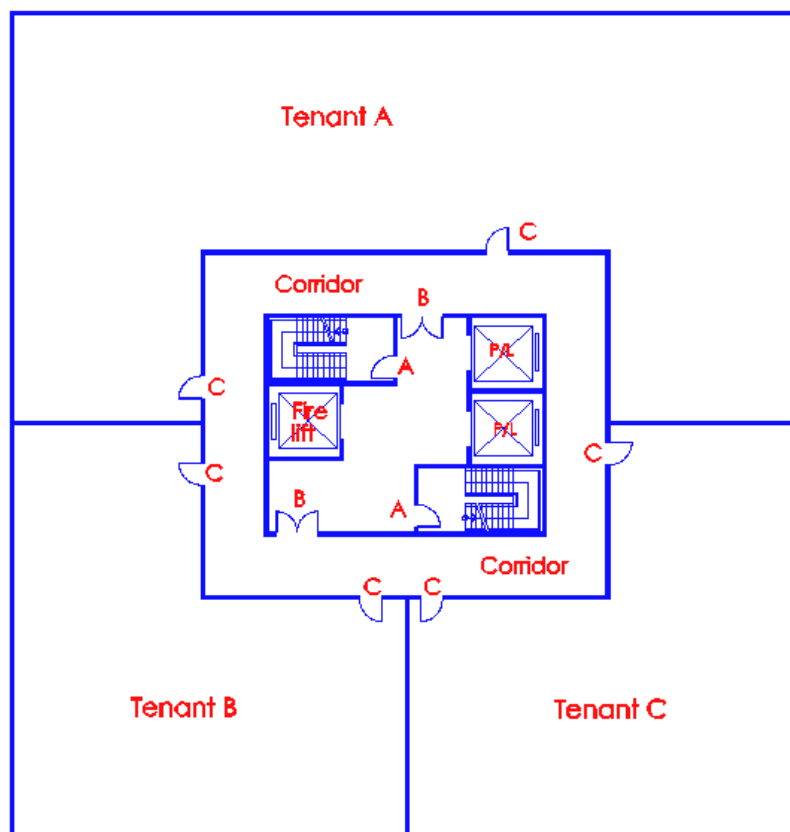 Tenant A
C
Corridor
B
P/L
A
C
Fire
lift
P/L
C
C
B
A
Corridor
C
C
Tenant B
Tenant C